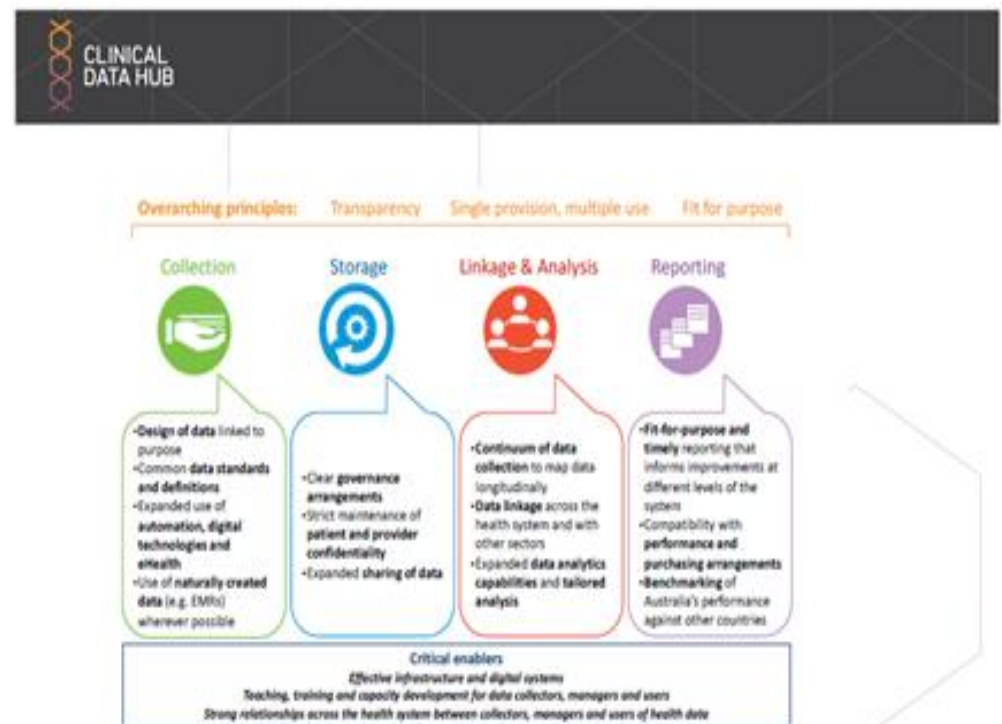 CLINICAL
DATA HUB
Overarching principles: Transparency Single provision, multiple use Fit for purpose
Collection
•Design of data linked to
purpose
•Common data standards
and definitions
•Expanded use of
automation, digital
technologies and
eHealth
•Use of naturally created
data (e.g. EMRs)
wherever possible
Storage
•Clear governance
arrangements
•Strict maintenance of
patient and provider
confidentiality
•Expanded sharing of data
Linkage & Analysis
•Continuum of data
collection to map data
longitudinally
•Data linkage across the
health system and with
other sectors
•Expanded data analytics
capabilities and tailored
analysis
Reporting
•Fit-for-purpose and
timely reporting that
informs improvements at
different levels of the
system
•Compatibility with
performance and
purchasing arrangements
•Benchmarking of
Australia's performance
against other countries
Critical enablers
Effective infrastructure and digital systems
Teaching, training and capacity development for data collectors, managers and users
Strong relationships across the health system between collectors, managers and users of health data